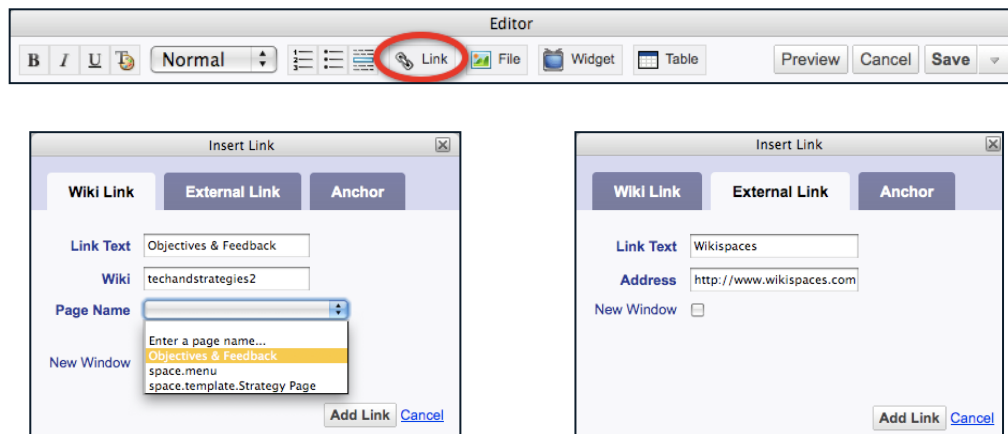 Editor
B I U Normal Link File Widget Table Preview Cancel Save
Insert Link
Wiki Link External Link Anchor
Link Text Objectives & Feedback
Wiki techandstrategies2
Page Name
Enter a page name...
Objectives & Feedback
New Window space.menu
space.template.Strategy Page
Add Link Cancel
Insert Link
Wiki Link External Link Anchor
Link Text Wikispaces
Address http://www.wikispaces.com
New Window
Add Link Cancel